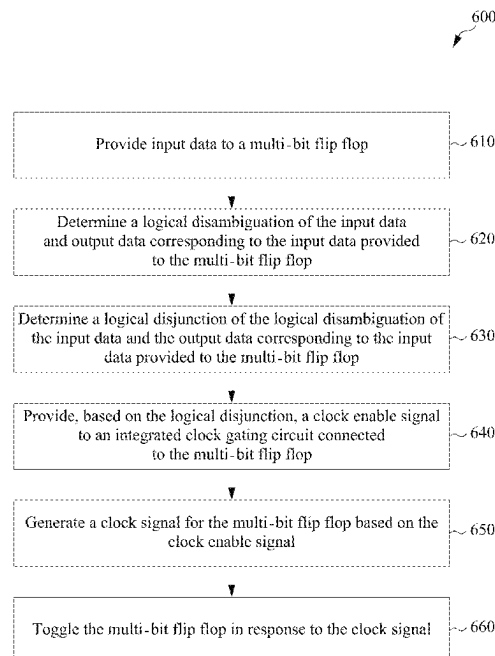 600
Provide input data to a multi-bit flip flop
610
Determine a logical disambiguation of the input data
and output data corresponding to the input data provided
to the multi-bit flip flop
620
Determine a logical disjunction of the logical disambiguation of
the input data and the output data corresponding to the input
data provided to the multi-bit flip flop
630
Provide, based on the logical disjunction, a clock enable signal
to an integrated clock gating circuit connected
to the multi-bit flip flop
640
Generate a clock signal for the multi-bit flip flop based on the
clock enable signal
650
Toggle the multi-bit flip flop in response to the clock signal
660